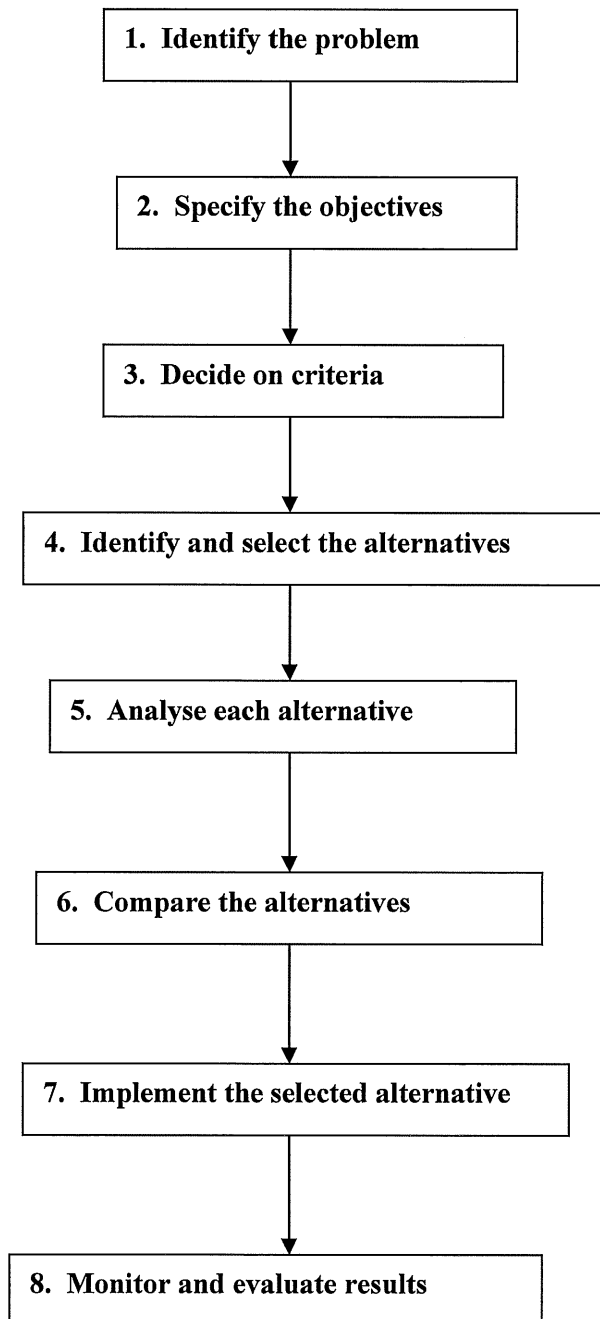 1. Identify the problem
2. Specify the objectives
3. Decide on criteria
4. Identify and select the alternatives
5. Analyse each alternative
6. Compare the alternatives
7. Implement the selected alternative
8. Monitor and evaluate results